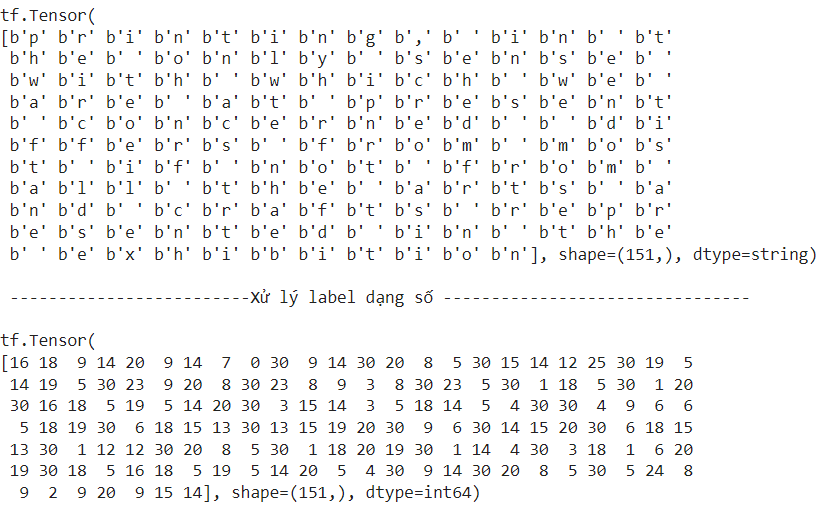 tf.Tensor(
[b'p' b'r' b'i' b'n' b't' b'i' b'n' b'g' b',' b' ' b'i' b'n' b' ' b't'
 b'h' b'e' b' ' b'o' b'n' b'l' b'y' b' ' b's' b'e' b'n' b's' b'e' b' '
 b'w' b'i' b't' b'h' b' ' b'w' b'h' b'i' b'c' b'h' b' ' b'w' b'e' b' '
 b'a' b'r' b'e' b' ' b'a' b't' b' ' b'p' b'r' b'e' b's' b'e' b'n' b't'
 b' ' b'c' b'o' b'n' b'c' b'e' b'r' b'n' b'e' b'd' b' ' b' ' b'd' b'i'
 b'f' b'f' b'e' b'r' b's' b' ' b'f' b'r' b'o' b'm' b' ' b'm' b'o' b's'
 b't' b' ' b'i' b'f' b' ' b'n' b'o' b't' b' ' b'f' b'r' b'o' b'm' b' '
 b'a' b'l' b'l' b' ' b't' b'h' b'e' b' ' b'a' b'r' b't' b's' b' ' b'a'
 b'n' b'd' b' ' b'c' b'r' b'a' b'f' b't' b's' b' ' b'r' b'e' b'p' b'r'
 b'e' b's' b'e' b'n' b't' b'e' b'd' b' ' b'i' b'n' b' ' b't' b'h' b'e'
 b' ' b'e' b'x' b'h' b'i' b'b' b'i' b't' b'i' b'o' b'n'], shape=(151,), dtype=string)
 -------------------------Xử lý label dạng số --------------------------------
tf.Tensor(
[16 18  9 14 20  9 14  7  0 30  9 14 30 20  8  5 30 15 14 12 25 30 19  5
 14 19  5 30 23  9 20  8 30 23  8  9  3  8 30 23  5 30  1 18  5 30  1 20
 30 16 18  5 19  5 14 20 30  3 15 14  3  5 18 14  5  4 30 30  4  9  6  6
  5 18 19 30  6 18 15 13 30 13 15 19 20 30  9  6 30 14 15 20 30  6 18 15
 13 30  1 12 12 30 20  8  5 30  1 18 20 19 30  1 14  4 30  3 18  1  6 20
 19 30 18  5 16 18  5 19  5 14 20  5  4 30  9 14 30 20  8  5 30  5 24  8
  9  2  9 20  9 15 14], shape=(151,), dtype=int64)